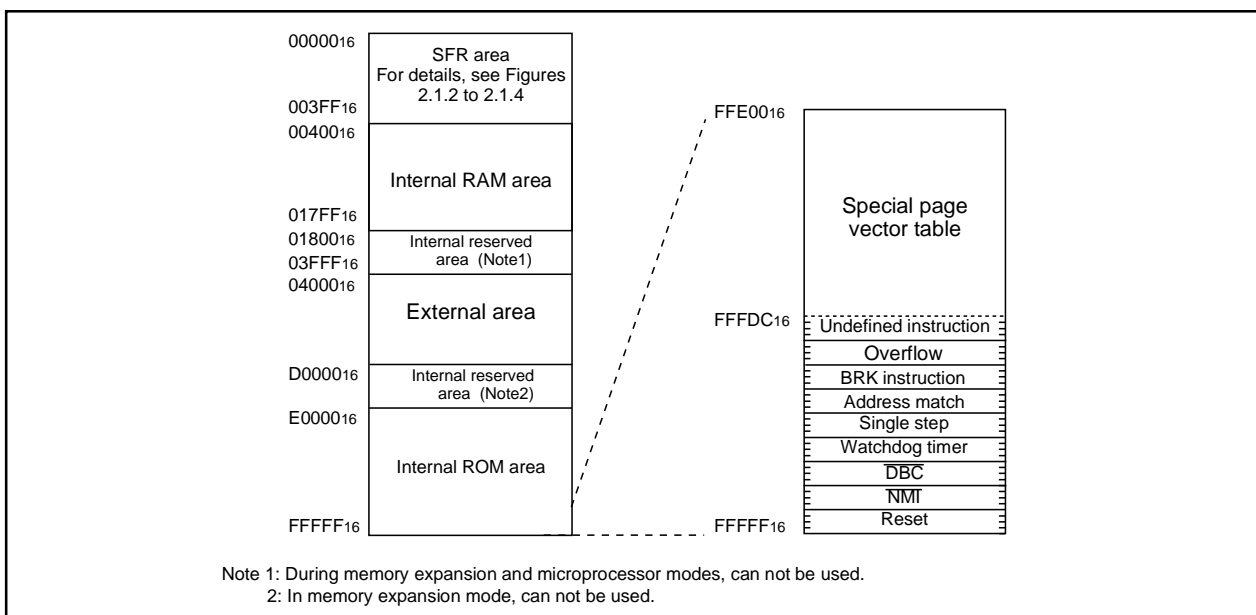 0000016
SFR area
For details, see Figures
2.1.2 to 2.1.4
003FF16
0040016
Internal RAM area
017FF16
0180016
Internal reserved
area (Note1)
03FFF16
0400016
External area
D000016
Internal reserved
area (Note2)
E000016
Internal ROM area
FFFFF16
FFE0016
Special page
vector table
FFFDC16
Undefined instruction
Overflow
BRK instruction
Address match
Single step
Watchdog timer
DBC
NMI
Reset
FFFFF16
Note 1: During memory expansion and microprocessor modes, can not be used.
2: In memory expansion mode, can not be used.